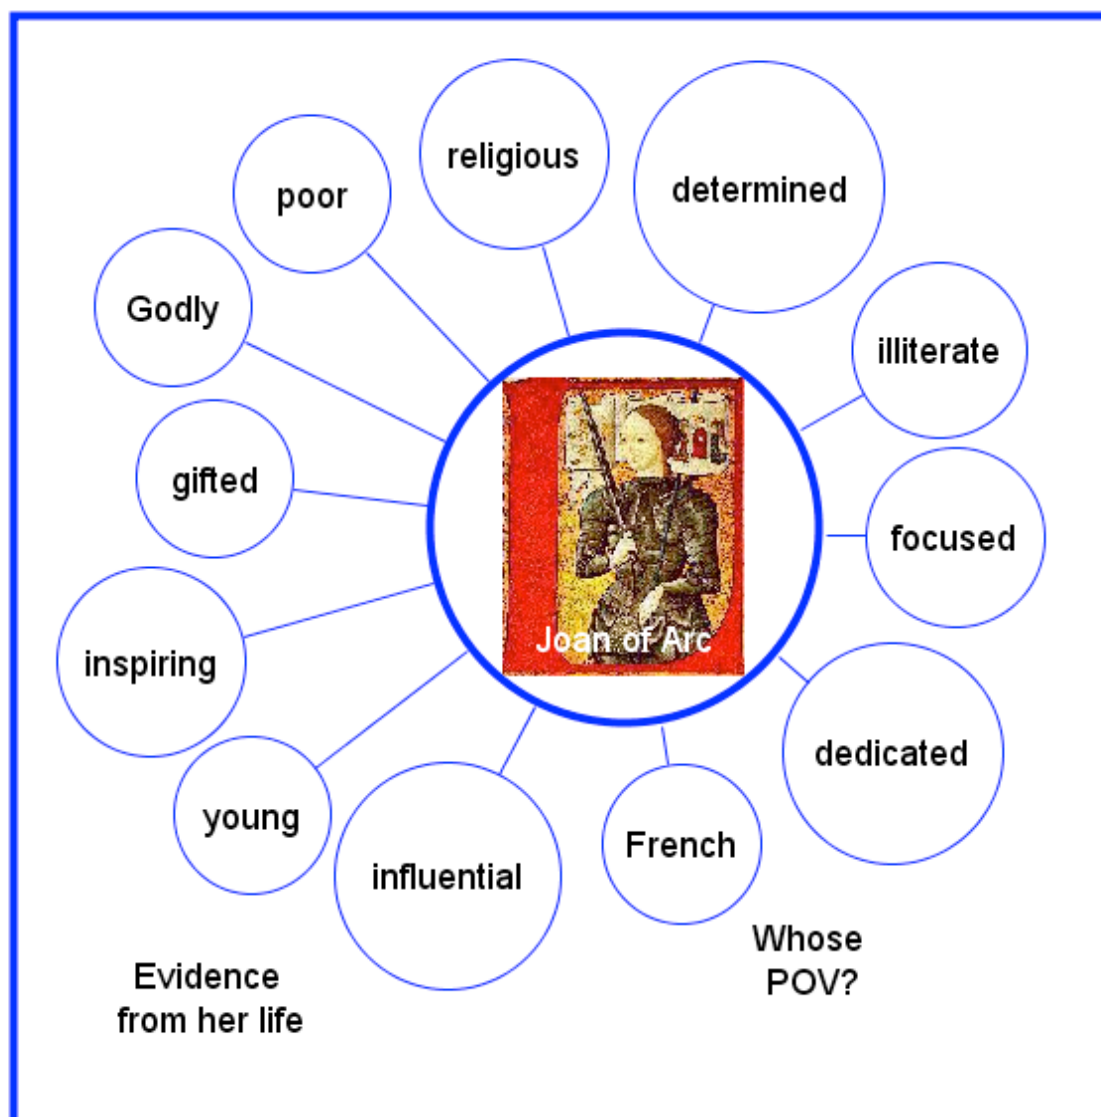 religious
determined
poor
Godly
illiterate
gifted
focused
Joan of Arc
inspiring
dedicated
young
influential
French
Whose
POV?
Evidence
from her life